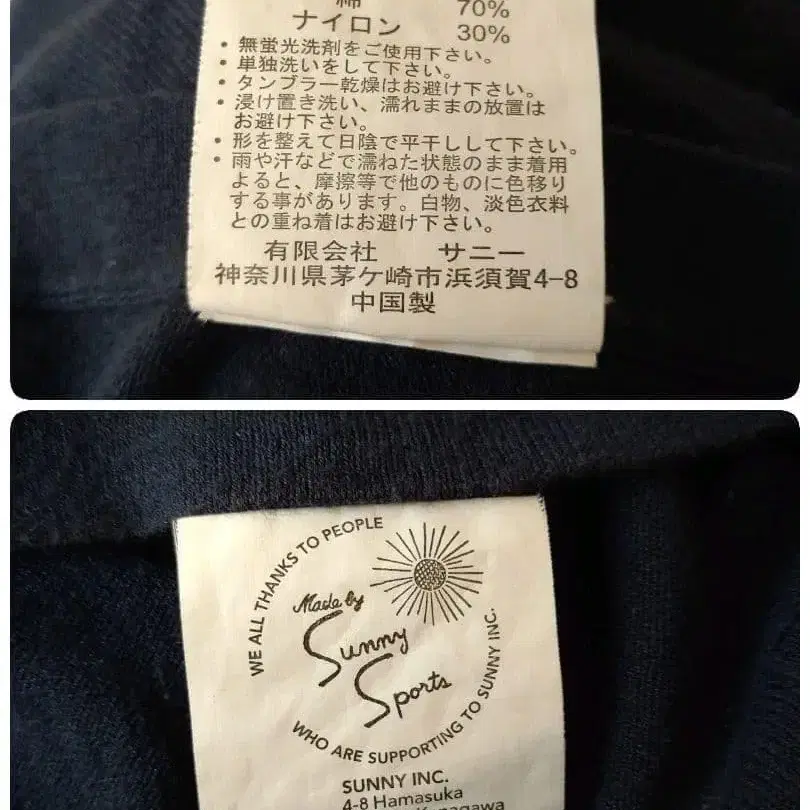 綿 70%
ナイロン 30%
• 無蛍光洗剤をご使用下さい。
• 単独洗いをして下さい。
• タンブラー乾燥はお避け下さい。
• 浸け置き洗い、濡れままの放置は
お避け下さい。
• 形を整えて日陰で平干しして下さい。
• 雨や汗などで濡ねた状態のまま着用
よると、摩擦等で他のものに色移り
する事があります。白物、淡色衣料
との重ね着はお避け下さい。
有限会社 サニー
神奈川県茅ケ崎市浜須賀4-8
中国製
WE ALL THANKS TO PEOPLE
Made by
Sunny
Sports
WHO ARE SUPPORTING TO SUNNY INC.
SUNNY INC.
4-8 Hamasuka
Kanagawa